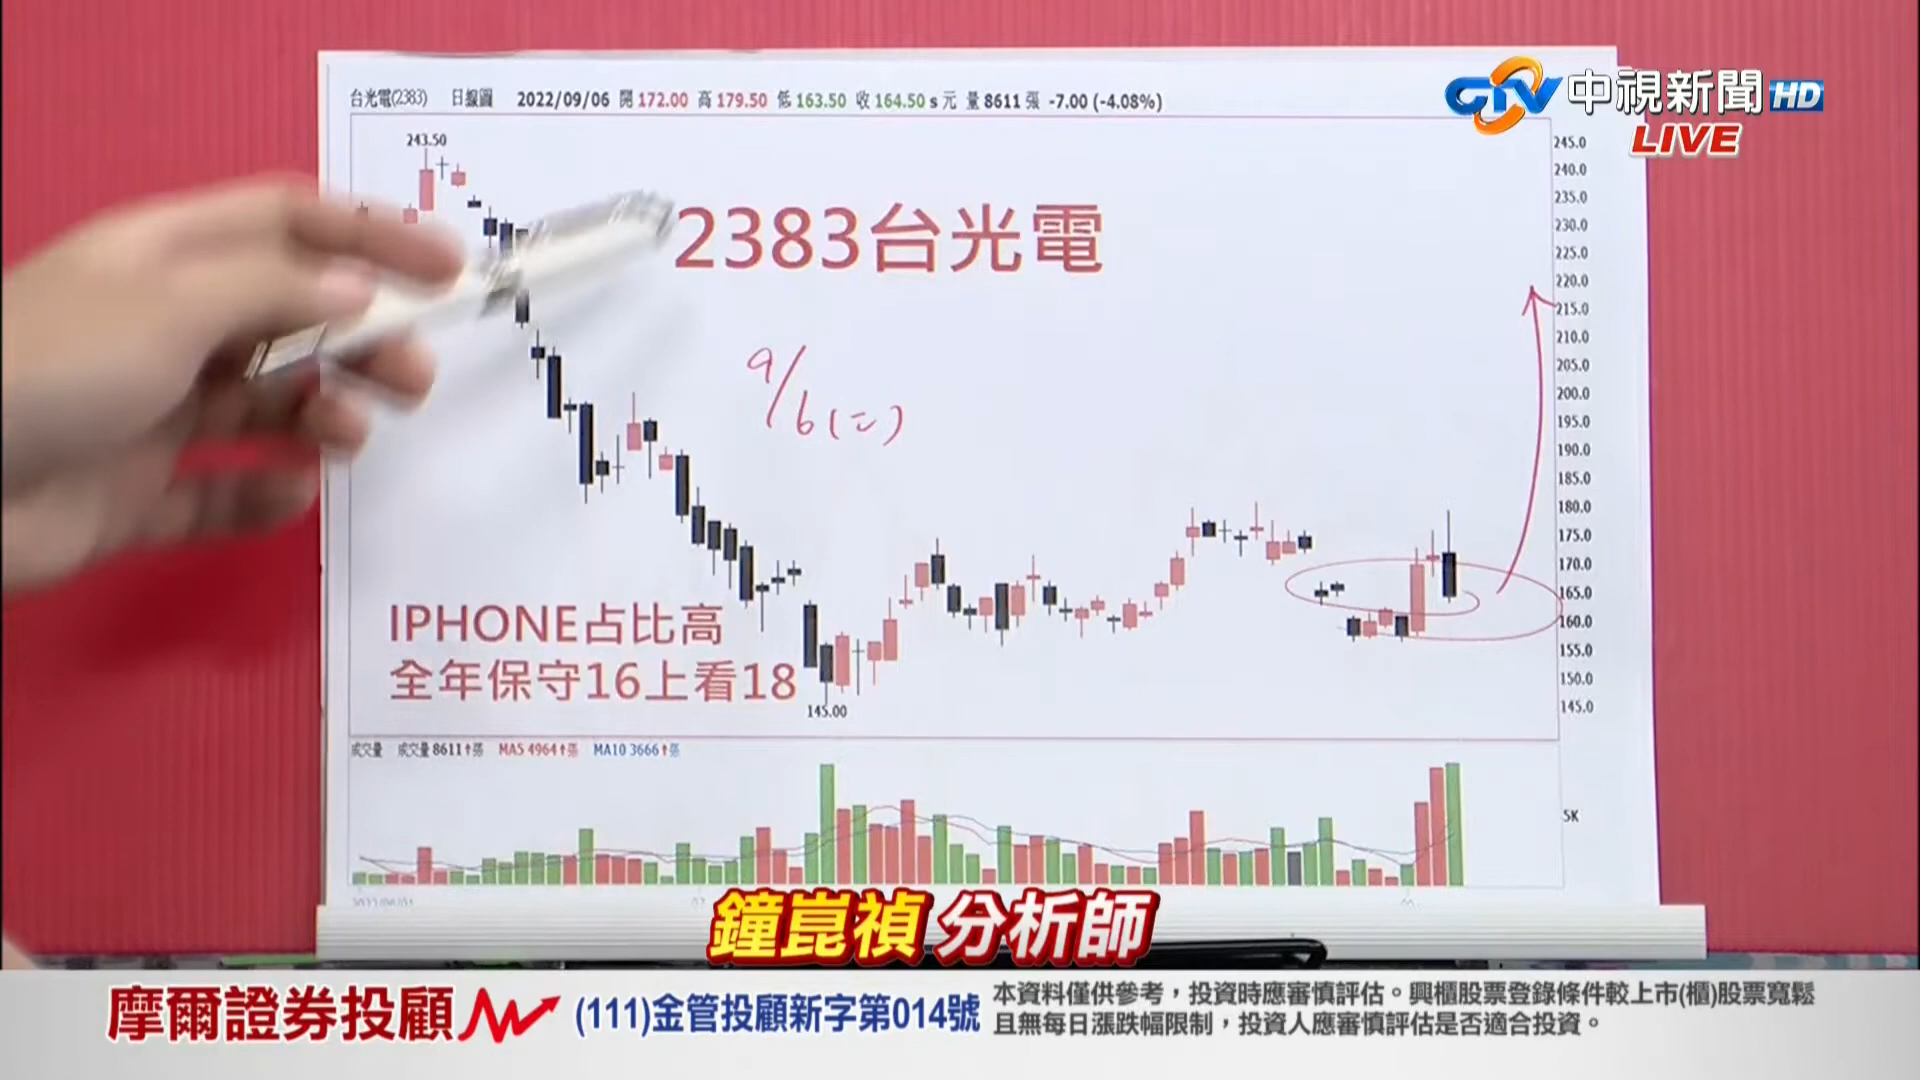 台光電(2383) 日線圖 2022/09/06 開 172.00 高 179.50 低 163.50 收 164.50 s 元 量 8611 張 -7.00 (-4.08%)
CTV 中視新聞 HD
LIVE
243.50
2383台光電
9/6(二)
IPHONE占比高
全年保守16上看18
145.00
245.0
240.0
235.0
230.0
225.0
220.0
215.0
210.0
205.0
200.0
195.0
190.0
185.0
180.0
175.0
170.0
165.0
160.0
155.0
150.0
145.0
成交量 成交量 8611↑張 MA5 4964↑張 MA10 3666↑張
5K
鐘崑禎 分析師
摩爾證券投顧 (111)金管投顧新字第014號
本資料僅供參考，投資時應審慎評估。興櫃股票登錄條件較上市(櫃)股票寬鬆
且無每日漲跌幅限制，投資人應審慎評估是否適合投資。